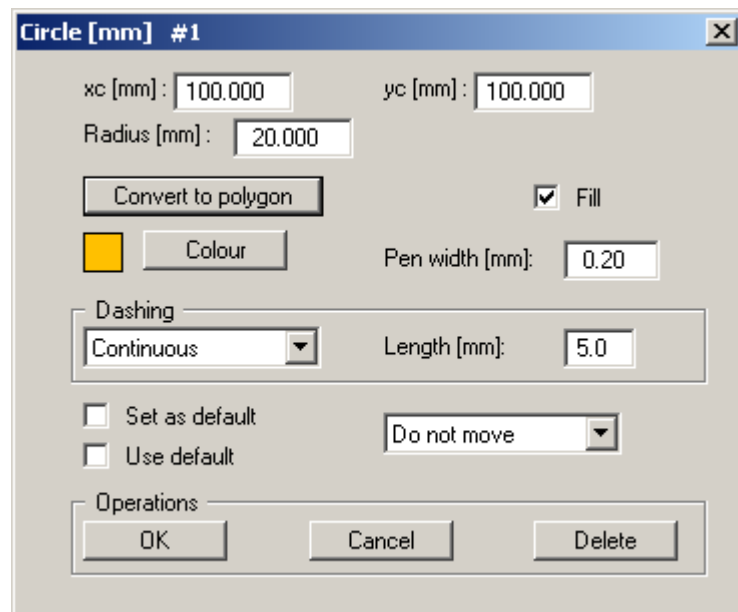 Circle [mm] #1
xc [mm] : 100.000 yc [mm] : 100.000
Radius [mm] : 20.000
Convert to polygon Fill
Colour Pen width [mm]: 0.20
Dashing
Continuous Length [mm]: 5.0
Set as default
Do not move
Use default
Operations
OK Cancel Delete